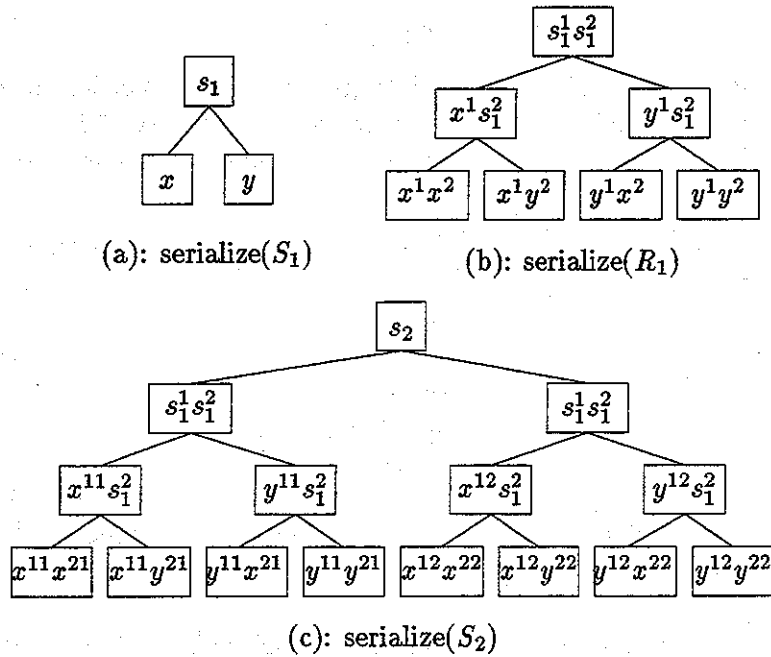 s₁
x y
(a): serialize(S₁)
s₁¹s₁²
x¹s₁² y¹s₁²
x¹x² x¹y² y¹x² y¹y²
(b): serialize(R₁)
s₂
s₁¹s₁² s₁¹s₁²
x¹¹s₁² y¹¹s₁² x¹²s₁² y¹²s₁²
x¹¹x²¹ x¹¹y²¹ y¹¹x²¹ y¹¹y²¹ x¹²x²² x¹²y²² y¹²x²² y¹²y²²
(c): serialize(S₂)